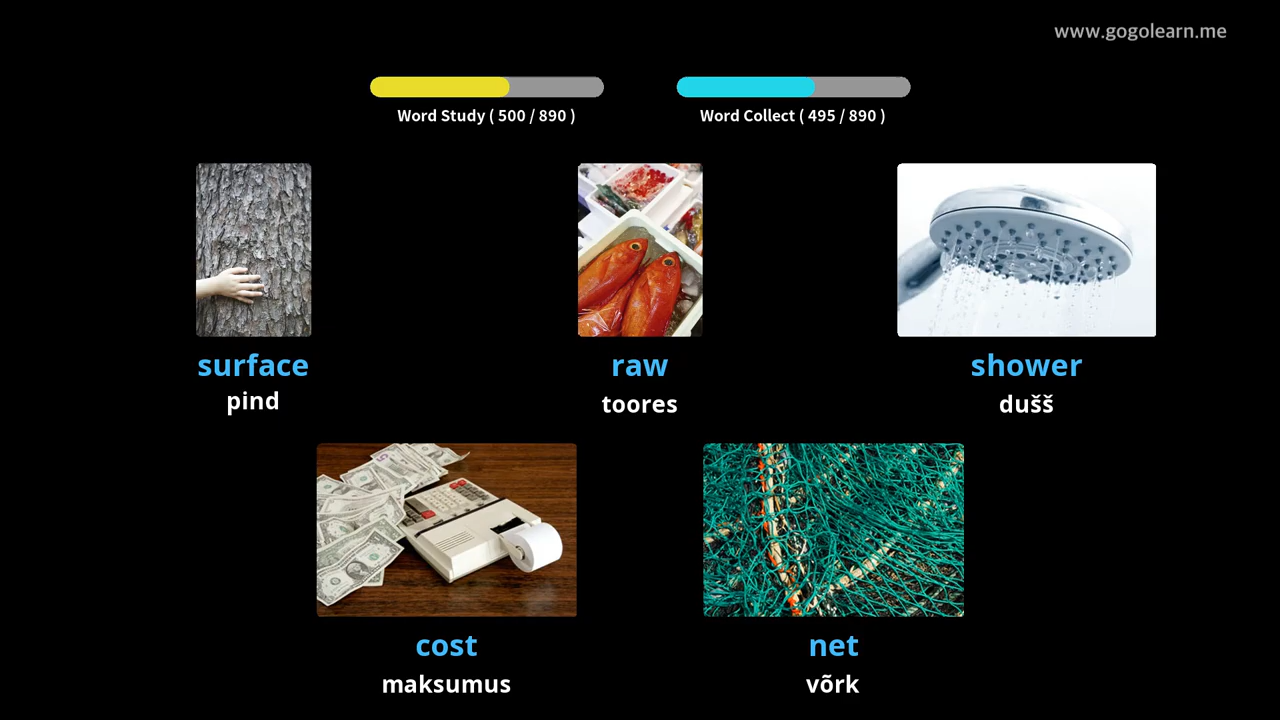 www.gogolearn.me
Word Study ( 500 / 890 )
Word Collect ( 495 / 890 )
surface
pind
raw
toores
shower
dušš
cost
maksumus
net
võrk